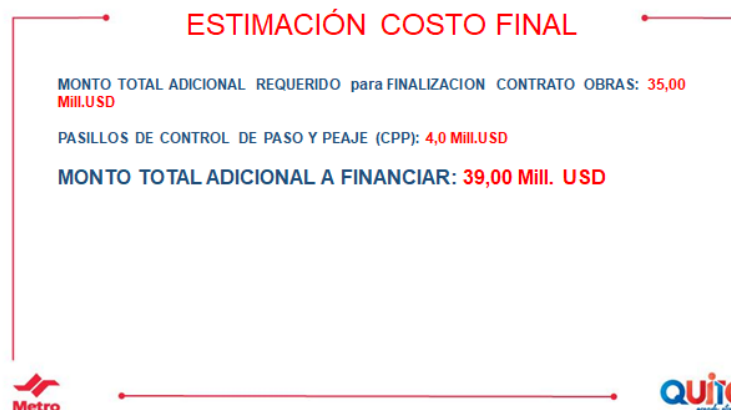 ESTIMACIÓN COSTO FINAL
MONTO TOTAL ADICIONAL REQUERIDO para FINALIZACION CONTRATO OBRAS: 35,00
Mill.USD
PASILLOS DE CONTROL DE PASO Y PEAJE (CPP): 4,0 Mill.USD
MONTO TOTAL ADICIONAL A FINANCIAR: 39,00 Mill. USD
Metro